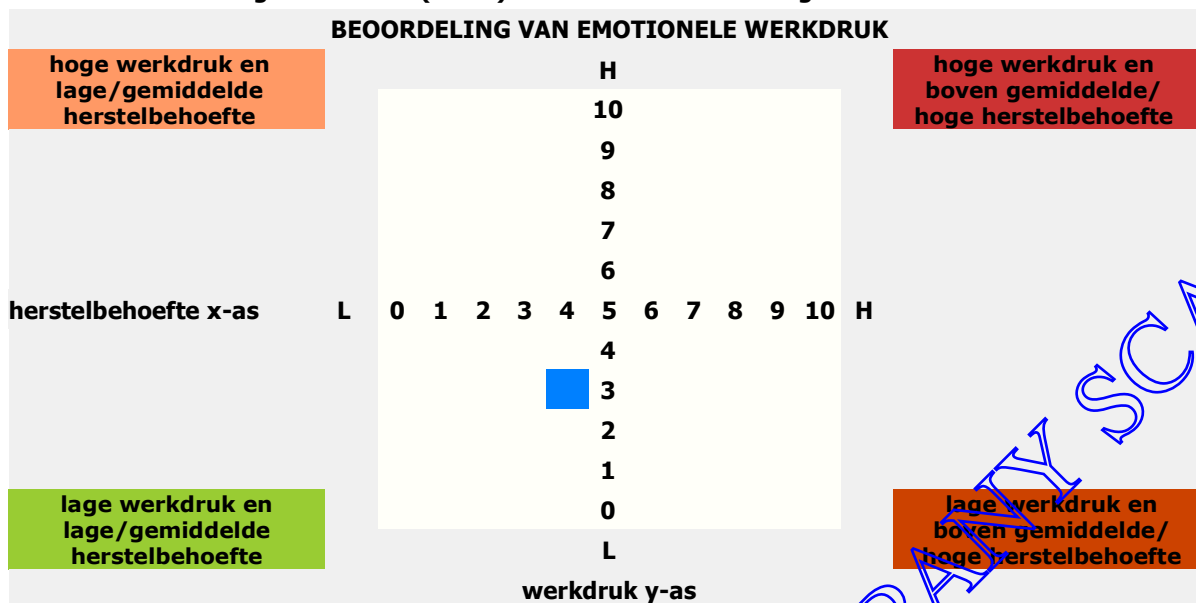 BEOORDELING VAN EMOTIONELE WERKDRUK
hoge werkdruk en
lage/gemiddelde
herstelbehoefte
H
hoge werkdruk en
boven gemiddelde/
hoge herstelbehoefte
10
9
8
7
6
herstelbehoefte x-as L 0 1 2 3 4 5 6 7 8 9 10 H
4
3
2
1
0
lage werkdruk en
lage/gemiddelde
herstelbehoefte
L
lage werkdruk en
boven gemiddelde/
hoge herstelbehoefte
werkdruk y-as